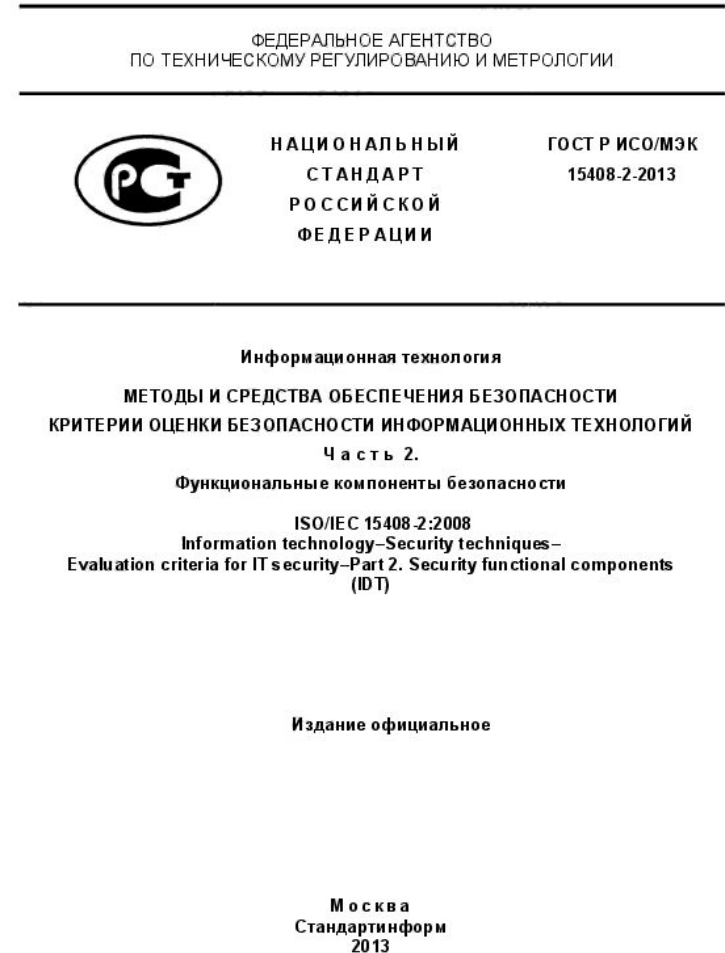 ФЕДЕРАЛЬНОЕ АГЕНТСТВО
ПО ТЕХНИЧЕСКОМУ РЕГУЛИРОВАНИЮ И МЕТРОЛОГИИ
РСТ
НАЦИОНАЛЬНЫЙ
СТАНДАРТ
РОССИЙСКОЙ
ФЕДЕРАЦИИ
ГОСТ Р ИСО/МЭК
15408-2-2013
Информационная технология
МЕТОДЫ И СРЕДСТВА ОБЕСПЕЧЕНИЯ БЕЗОПАСНОСТИ
КРИТЕРИИ ОЦЕНКИ БЕЗОПАСНОСТИ ИНФОРМАЦИОННЫХ ТЕХНОЛОГИЙ
Часть 2.
Функциональные компоненты безопасности
ISO/IEC 15408-2:2008
Information technology–Security techniques–
Evaluation criteria for IT security–Part 2. Security functional components
(IDT)
Издание официальное
Москва
Стандартинформ
2013